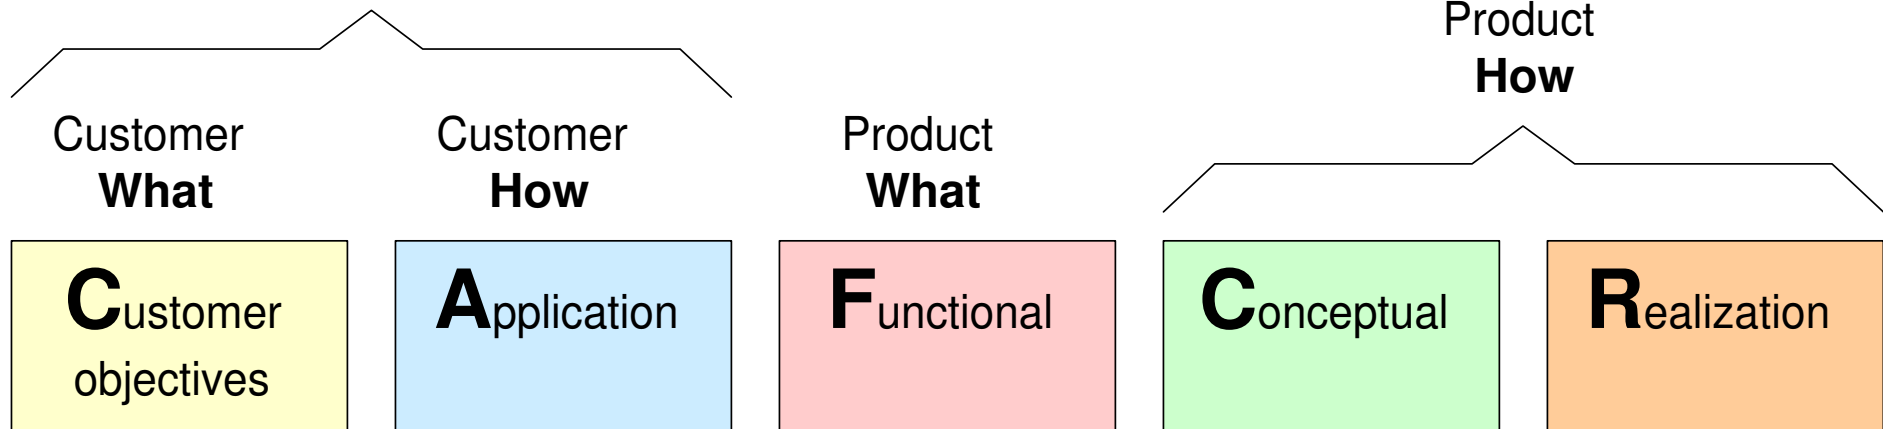 Product
How
Customer
What
Customer
How
Product
What
Customer
objectives
Application
Functional
Conceptual
Realization